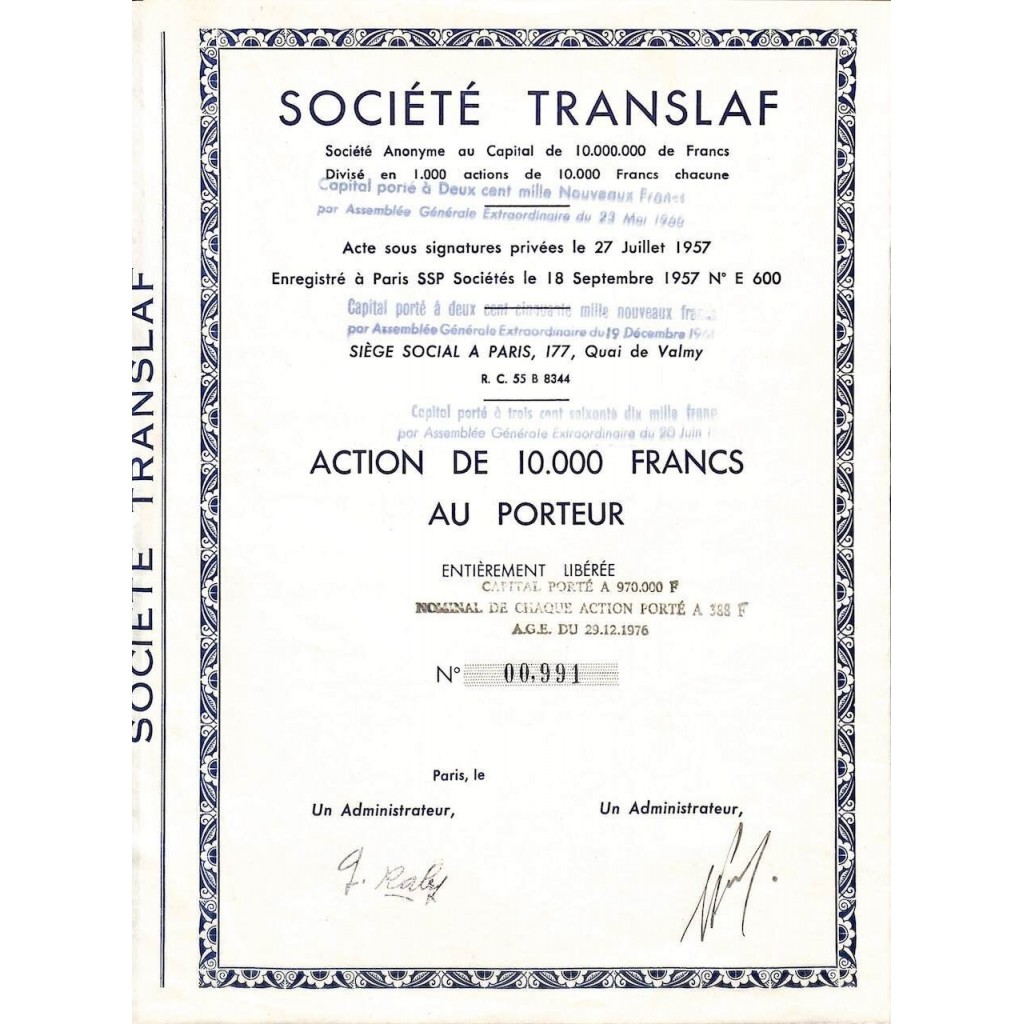 SOCIÉTÉ TRANSLAF
SOCIÉTÉ TRANSLAF
Société Anonyme au Capital de 10.000.000 de Francs
Divisé en 1.000 actions de 10.000 Francs chacune
Capital porté à Deux cent mille Nouveaux Francs
par Assemblée Générale Extraordinaire du 23 Mai
Acte sous signatures privées le 27 Juillet 1957
Enregistré à Paris SSP Sociétés le 18 Septembre 1957 N° E 600
Capital porté à deux cent cinquante mille nouveaux
par Assemblée Générale Extraordinaire du 19 Décembre
SIÈGE SOCIAL A PARIS, 177, Quai de Valmy
R. C. 55 B 8344
Capital porté à trois cent soixante dix mille
par Assemblée Générale Extraordinaire du 20 Juin
ACTION DE 10.000 FRANCS
AU PORTEUR
ENTIÈREMENT LIBÉRÉE
CAPITAL PORTÉ A 970.000 F
NOMINAL DE CHAQUE ACTION PORTÉ A 388 F
A.G.E. DU 29.12.1976
N° 00,991
Paris, le
Un Administrateur, Un Administrateur,